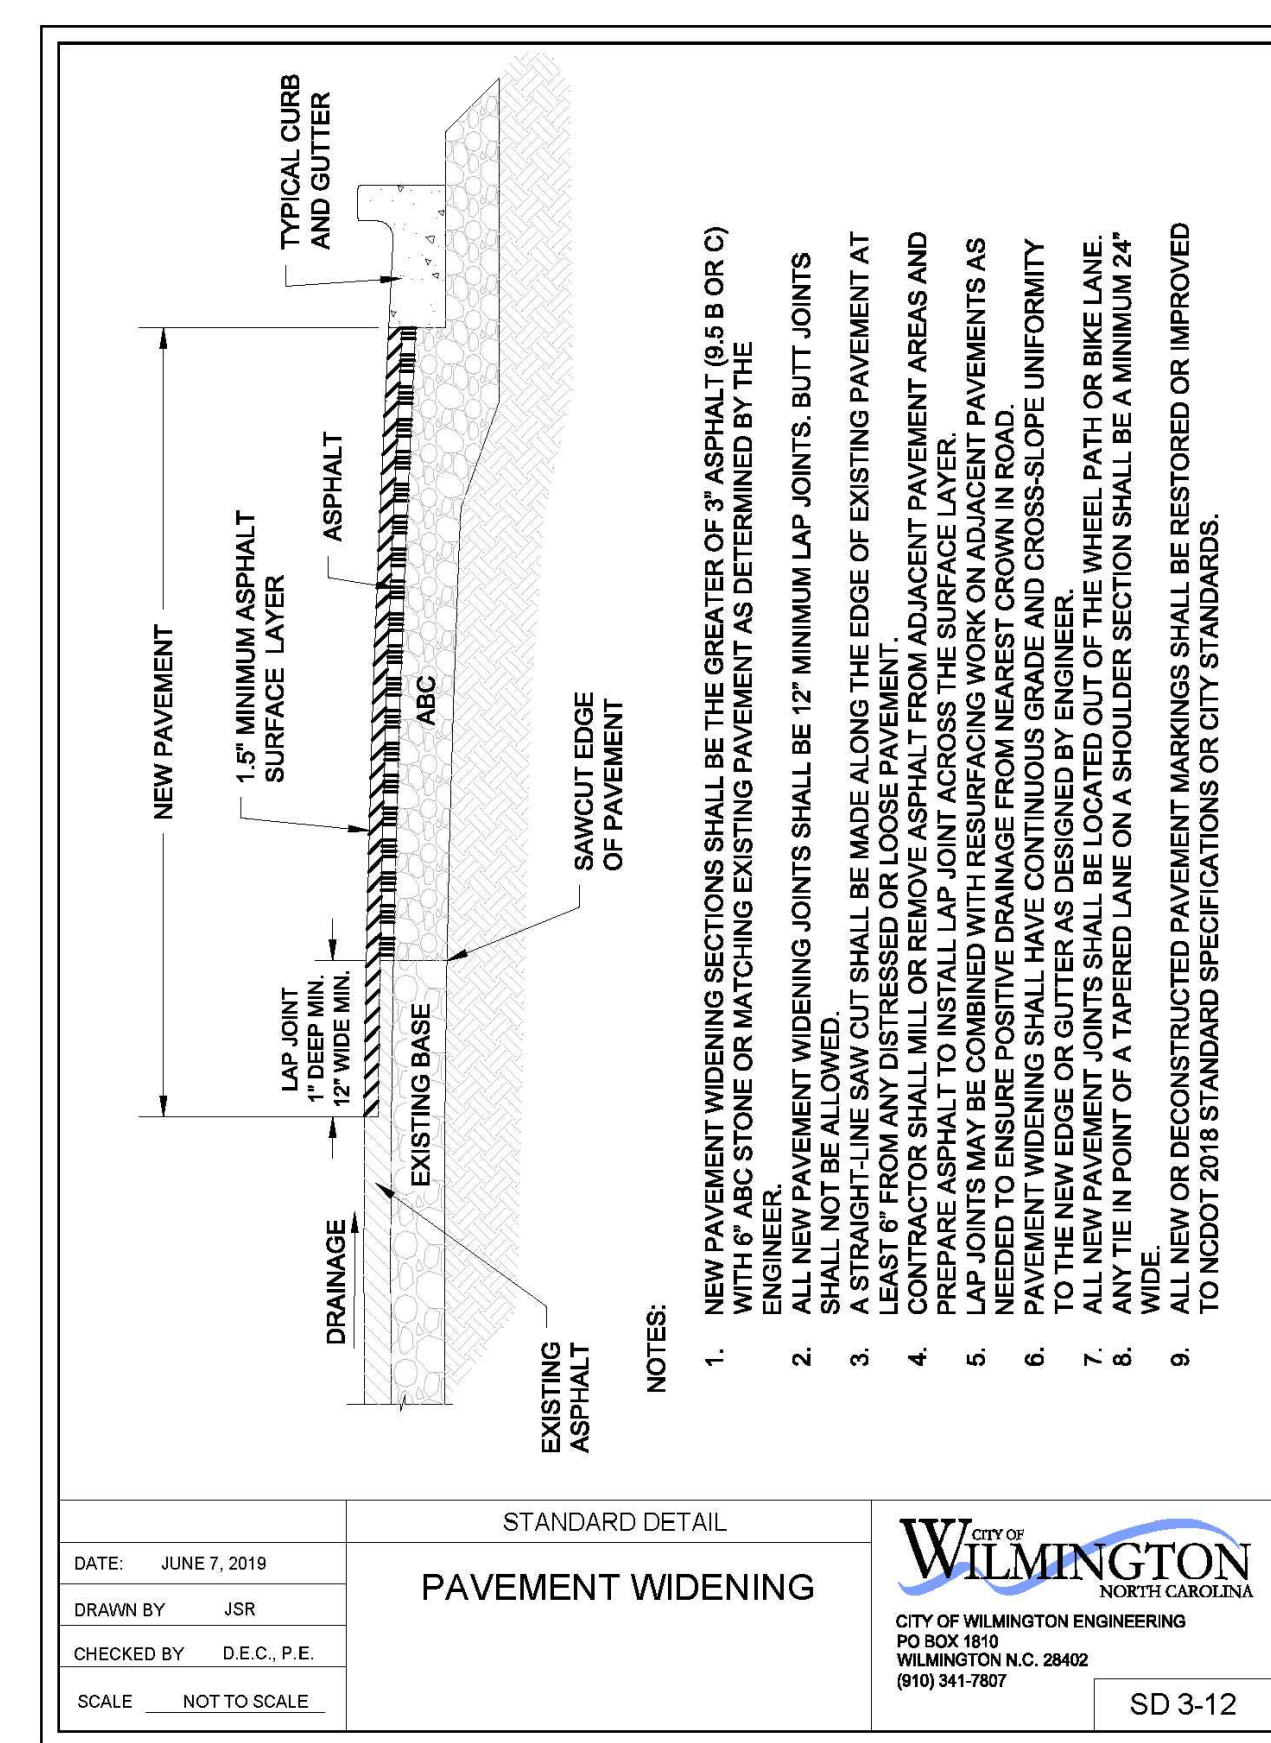 NEW PAVEMENT
1.5" MINIMUM ASPHALT
SURFACE LAYER
ASPHALT
TYPICAL CURB
AND GUTTER
LAP JOINT
1" DEEP MIN.
12" WIDE MIN.
DRAINAGE
EXISTING BASE
ABC
SAWCUT EDGE
OF PAVEMENT
EXISTING
ASPHALT
NOTES:
1. NEW PAVEMENT WIDENING SECTIONS SHALL BE THE GREATER OF 3" ASPHALT (9.5 B OR C)
WITH 6" ABC STONE OR MATCHING EXISTING PAVEMENT AS DETERMINED BY THE
ENGINEER.
2. ALL NEW PAVEMENT WIDENING JOINTS SHALL BE 12" MINIMUM LAP JOINTS. BUTT JOINTS
SHALL NOT BE ALLOWED.
3. A STRAIGHT-LINE SAW CUT SHALL BE MADE ALONG THE EDGE OF EXISTING PAVEMENT AT
LEAST 6" FROM ANY DISTRESSED OR LOOSE PAVEMENT.
4. CONTRACTOR SHALL MILL OR REMOVE ASPHALT FROM ADJACENT PAVEMENT AREAS AND
PREPARE ASPHALT TO INSTALL LAP JOINT ACROSS THE SURFACE LAYER.
5. LAP JOINTS MAY BE COMBINED WITH RESURFACING WORK ON ADJACENT PAVEMENTS AS
NEEDED TO ENSURE POSITIVE DRAINAGE FROM NEAREST CROWN IN ROAD.
6. PAVEMENT WIDENING SHALL HAVE CONTINUOUS GRADE AND CROSS-SLOPE UNIFORMITY
TO THE NEW EDGE OR GUTTER AS DESIGNED BY ENGINEER.
7. ALL NEW PAVEMENT JOINTS SHALL BE LOCATED OUT OF THE WHEEL PATH OR BIKE LANE.
8. ANY TIE IN POINT OF A TAPERED LANE ON A SHOULDER SECTION SHALL BE A MINIMUM 24"
WIDE.
9. ALL NEW OR DECONSTRUCTED PAVEMENT MARKINGS SHALL BE RESTORED OR IMPROVED
TO NCDOT 2018 STANDARD SPECIFICATIONS OR CITY STANDARDS.
DATE: JUNE 7, 2019
DRAWN BY JSR
CHECKED BY D.E.C., P.E.
SCALE NOT TO SCALE
STANDARD DETAIL
PAVEMENT WIDENING
CITY OF
WILMINGTON
NORTH CAROLINA
CITY OF WILMINGTON ENGINEERING
PO BOX 1810
WILMINGTON N.C. 28402
(910) 341-7807
SD 3-12